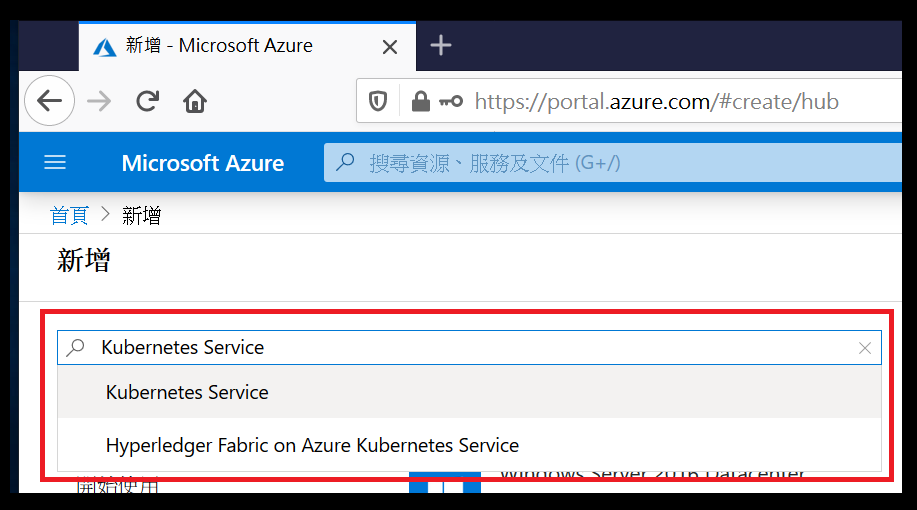 新增 - Microsoft Azure
https://portal.azure.com/#create/hub
Microsoft Azure
搜尋資源、服務及文件 (G+/)
首頁 > 新增
新增
Kubernetes Service
Kubernetes Service
Hyperledger Fabric on Azure Kubernetes Service
Windows Server 2016 Datacenter
開始使用